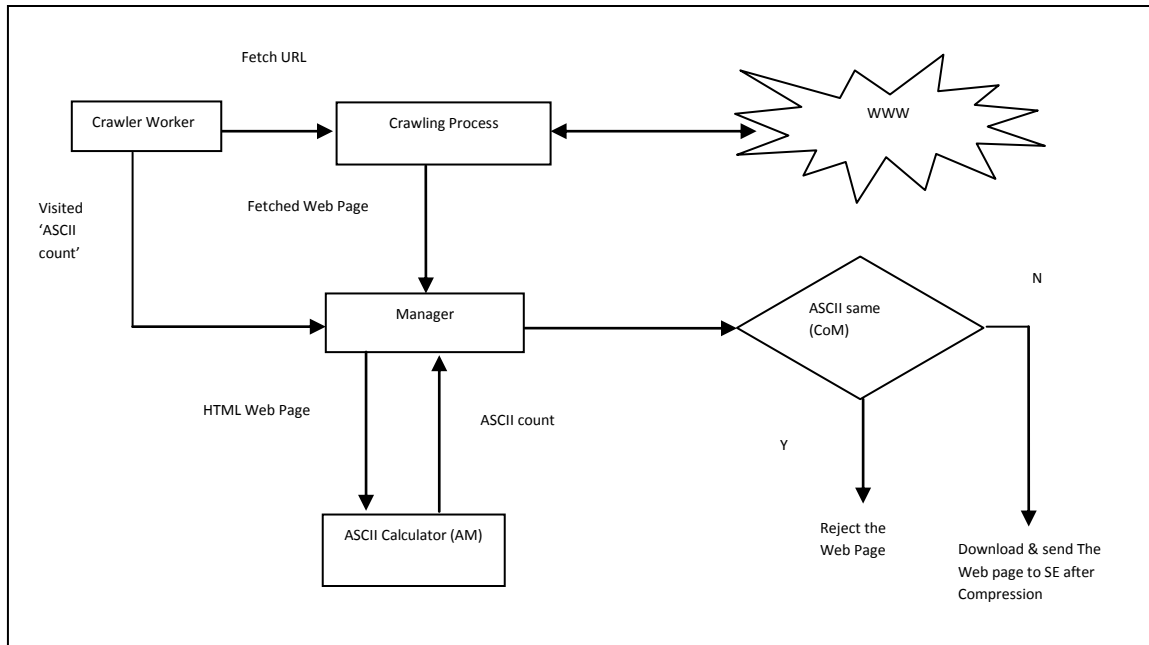 Fetch URL
Crawler Worker
Crawling Process
WWW
Visited
‘ASCII
count’
Fetched Web Page
Manager
ASCII same
(CoM)
N
HTML Web Page
ASCII count
Y
ASCII Calculator (AM)
Reject the
Web Page
Download & send The
Web page to SE after
Compression